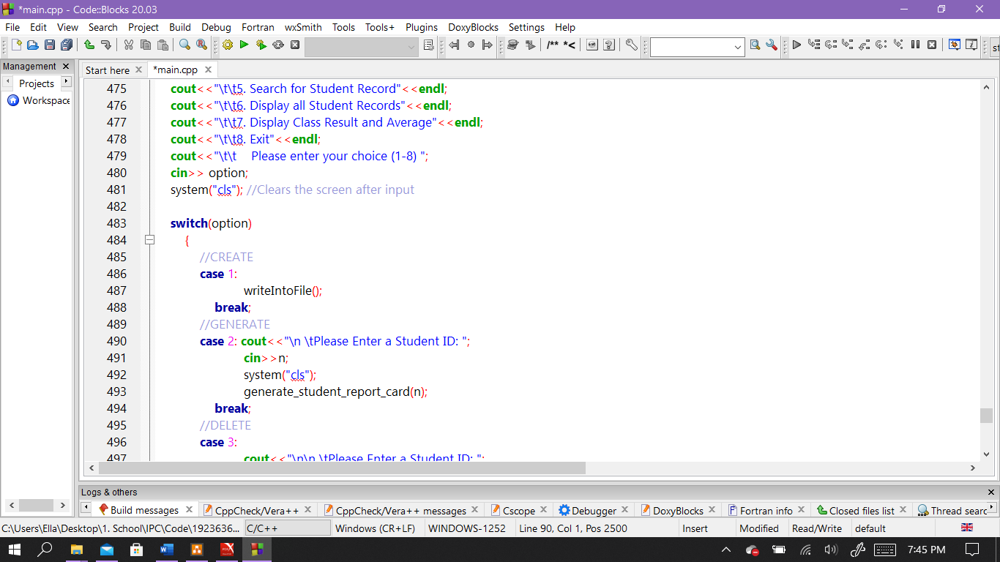 *main.cpp - Code::Blocks 20.03
File Edit View Search Project Build Debug Fortran wxSmith Tools Tools+ Plugins DoxyBlocks Settings Help
/** *<
Management
Start here
*main.cpp
Projects
Workspace
475 cout<<"\t\t5. Search for Student Record"<<endl;
476 cout<<"\t\t6. Display all Student Records"<<endl;
477 cout<<"\t\t7. Display Class Result and Average"<<endl;
478 cout<<"\t\t8. Exit"<<endl;
479 cout<<"\t\t    Please enter your choice (1-8) ";
480 cin>> option;
481 system("cls"); //Clears the screen after input
482
483 switch(option)
484 {
485 //CREATE
486 case 1:
487 writeIntoFile();
488 break;
489 //GENERATE
490 case 2: cout<<"\n \tPlease Enter a Student ID: ";
491 cin>>n;
492 system("cls");
493 generate_student_report_card(n);
494 break;
495 //DELETE
496 case 3:
497 cout<<"\n\n \tPlease Enter a Student ID: ";
Logs & others
Build messages CppCheck/Vera++ CppCheck/Vera++ messages Cscope Debugger DoxyBlocks Fortran info Closed files list Thread searc
C:\Users\Ella\Desktop\1. School\IPC\Code\1923636... C/C++ Windows (CR+LF) WINDOWS-1252 Line 90, Col 1, Pos 2500 Insert Modified Read/Write default
7:45 PM